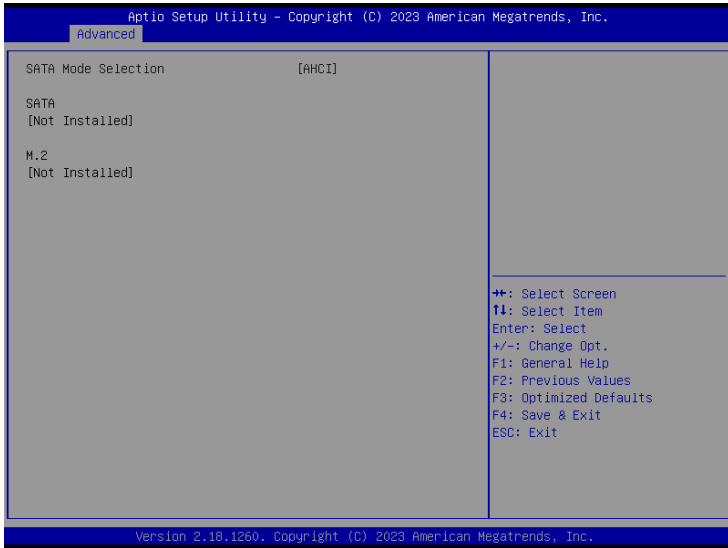 Aptio Setup Utility – Copyright (C) 2023 American Megatrends, Inc.
Advanced
SATA Mode Selection [AHCI]
SATA
[Not Installed]
M.2
[Not Installed]
→←: Select Screen
↑↓: Select Item
Enter: Select
+/-: Change Opt.
F1: General Help
F2: Previous Values
F3: Optimized Defaults
F4: Save & Exit
ESC: Exit
Version 2.18.1260. Copyright (C) 2023 American Megatrends, Inc.